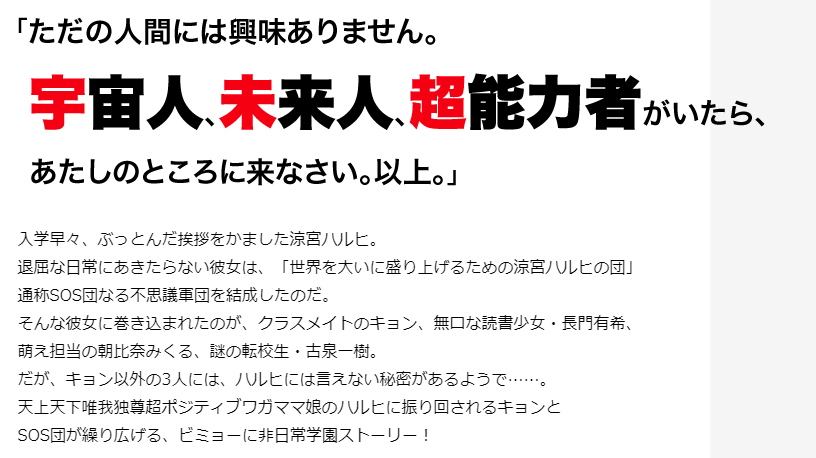 「ただの人間には興味ありません。
宇宙人、未来人、超能力者がいたら、
あたしのところに来なさい。以上。」
入学早々、ぶっとんだ挨拶をかました涼宮ハルヒ。
退屈な日常にあきたらない彼女は、「世界を大いに盛り上げるための涼宮ハルヒの団」
通称SOS団なる不思議軍団を結成したのだ。
そんな彼女に巻き込まれたのが、クラスメイトのキョン、無口な読書少女・長門有希、
萌え担当の朝比奈みくる、謎の転校生・古泉一樹。
だが、キョン以外の3人には、ハルヒには言えない秘密があるようで……。
天上天下唯我独尊超ポジティブワガママ娘のハルヒに振り回されるキョンと
SOS団が繰り広げる、ビミョーに非日常学園ストーリー！